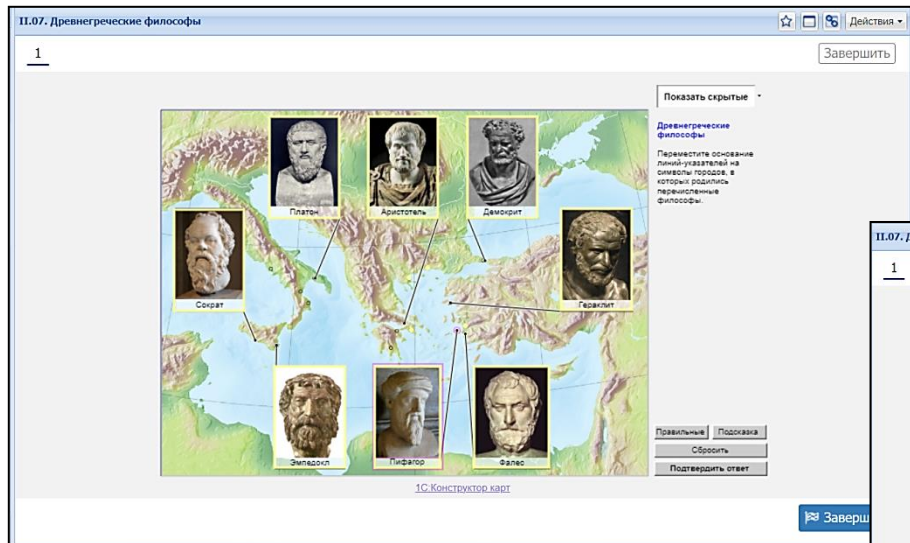 II.07. Древнегреческие философы
Действия
1
Завершить
Показать скрытые
Древнегреческие
философы
Переместите основание
линий-указателей на
символы городов, в
которых родились
перечисленные
философы.
Платон
Аристотель
Демокрит
Сократ
Гераклит
Эмпедокл
Пифагор
Фалес
Правильные
Подсказка
Сбросить
Подтвердить ответ
1С:Конструктор карт
Заверш
II.07. Д
1